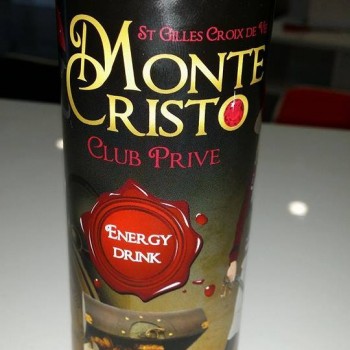 St Gilles Croix de
Monte
Cristo
Club Prive
Energy
drink